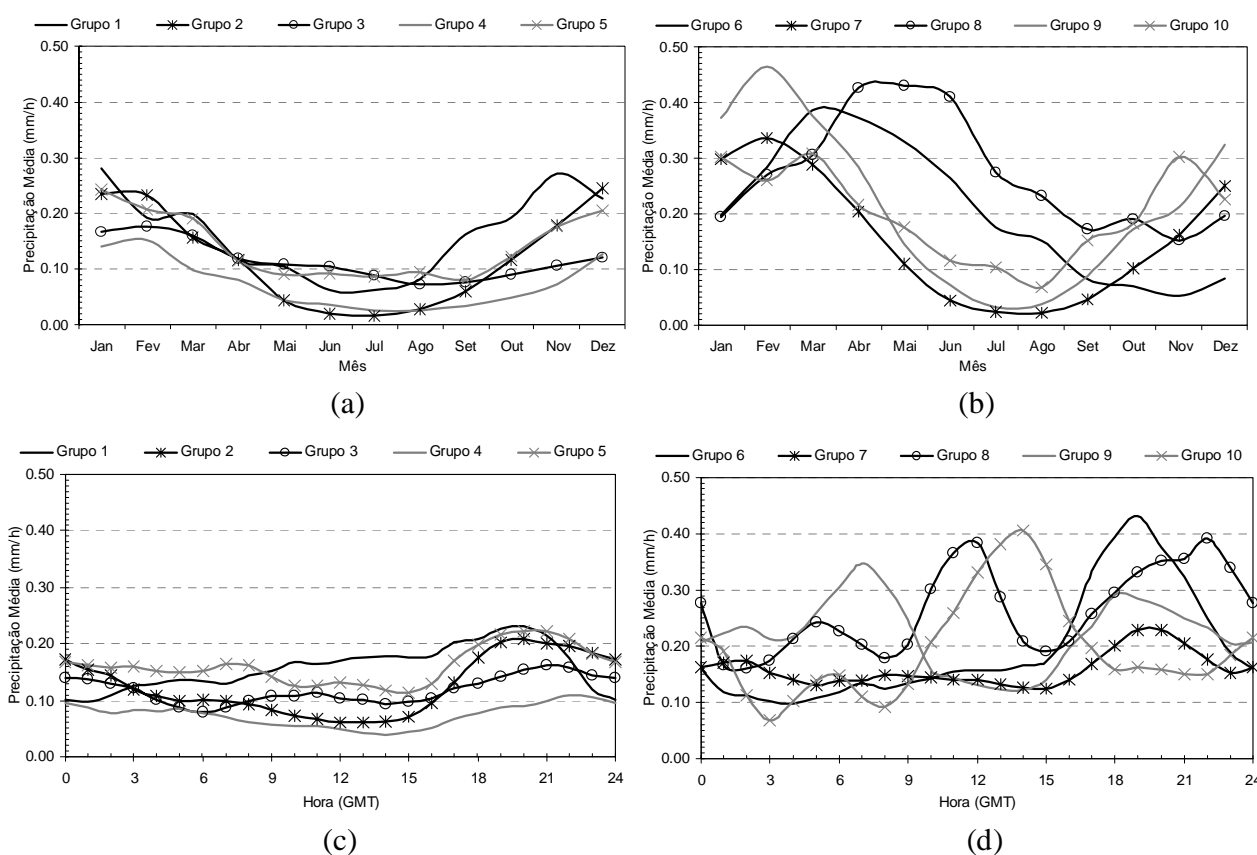 Grupo 1 Grupo 2 Grupo 3 Grupo 4 Grupo 5
0.50
0.40
0.30
0.20
0.10
0.00
Precipitação Média (mm/h)
Jan Fev Mar Abr Mai Jun Jul Ago Set Out Nov Dez
Mês
(a)
Grupo 6 Grupo 7 Grupo 8 Grupo 9 Grupo 10
0.50
0.40
0.30
0.20
0.10
0.00
Precipitação Média (mm/h)
Jan Fev Mar Abr Mai Jun Jul Ago Set Out Nov Dez
Mês
(b)
Grupo 1 Grupo 2 Grupo 3 Grupo 4 Grupo 5
0.50
0.40
0.30
0.20
0.10
0.00
Precipitação Média (mm/h)
0 3 6 9 12 15 18 21 24
Hora (GMT)
(c)
Grupo 6 Grupo 7 Grupo 8 Grupo 9 Grupo 10
0.50
0.40
0.30
0.20
0.10
0.00
Precipitação Média (mm/h)
0 3 6 9 12 15 18 21 24
Hora (GMT)
(d)